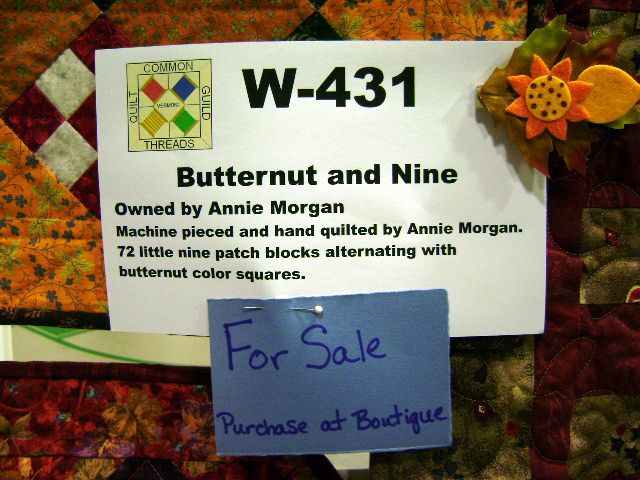 COMMON
QUILT
VERMONT
GUILD
THREADS
W-431
Butternut and Nine
Owned by Annie Morgan
Machine pieced and hand quilted by Annie Morgan.
72 little nine patch blocks alternating with
butternut color squares.
For Sale
Purchase at Boutique